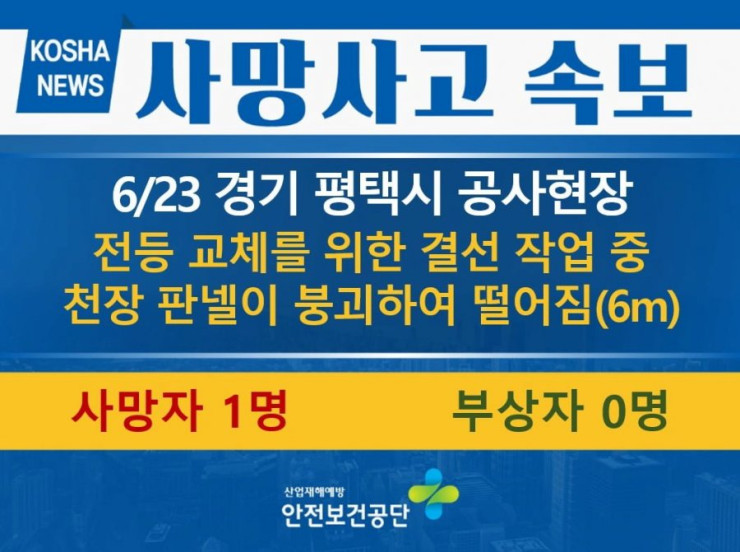 KOSHA
NEWS
사망사고 속보
6/23 경기 평택시 공사현장
전등 교체를 위한 결선 작업 중
천장 판넬이 붕괴하여 떨어짐(6m)
사망자 1명 부상자 0명
산업재해예방
안전보건공단